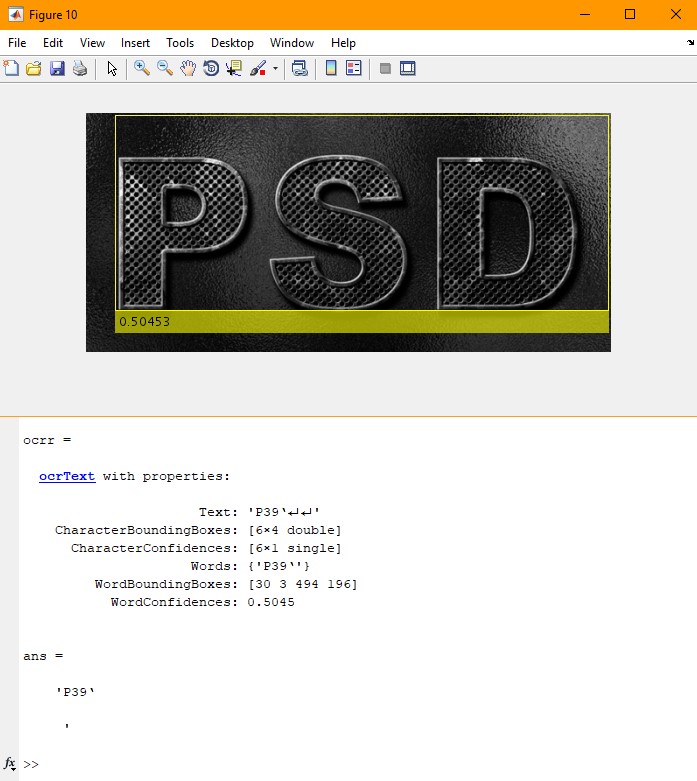 Figure 10
File Edit View Insert Tools Desktop Window Help
PSD
0.50453
ocrr =
ocrText with properties:
Text: 'P39‘↵↵'
CharacterBoundingBoxes: [6×4 double]
CharacterConfidences: [6×1 single]
Words: {'P39‘'}
WordBoundingBoxes: [30 3 494 196]
WordConfidences: 0.5045
ans =
'P39‘
'
fx >>